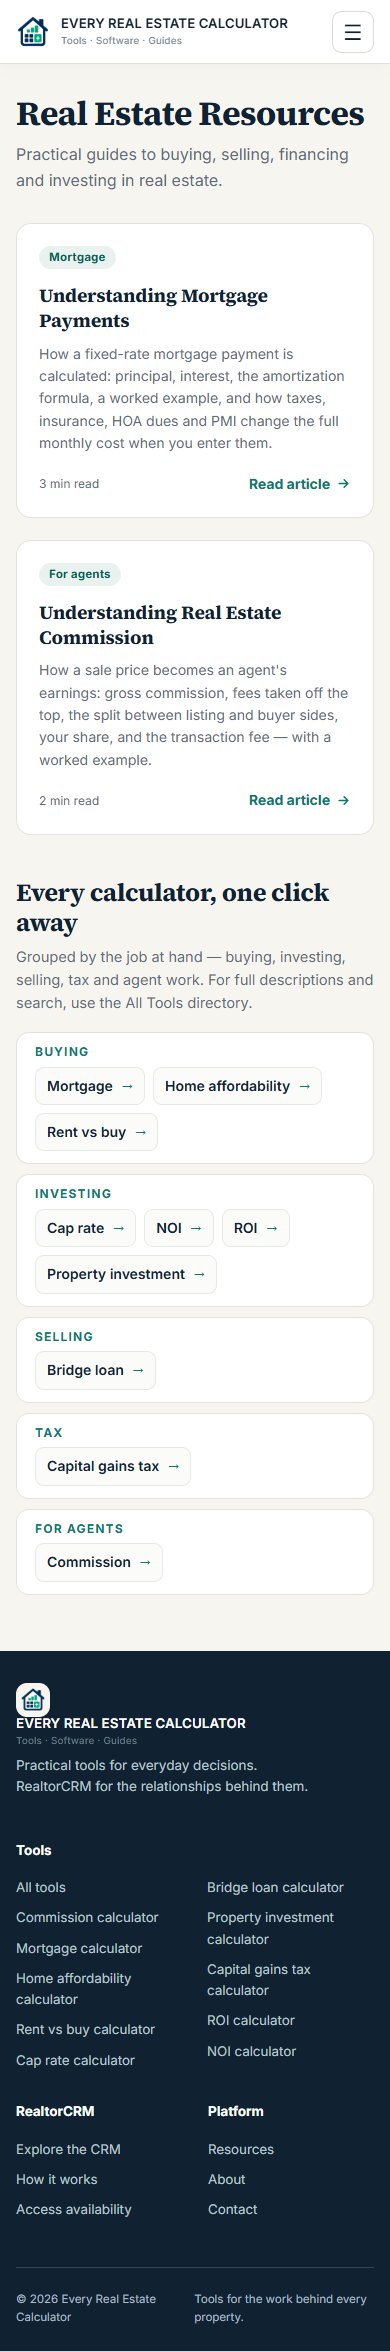 EVERY REAL ESTATE CALCULATOR
Tools · Software · Guides
Real Estate Resources
Practical guides to buying, selling, financing
and investing in real estate.
Mortgage
Understanding Mortgage
Payments
How a fixed-rate mortgage payment is
calculated: principal, interest, the amortization
formula, a worked example, and how taxes,
insurance, HOA dues and PMI change the full
monthly cost when you enter them.
3 min read
Read article →
For agents
Understanding Real Estate
Commission
How a sale price becomes an agent's
earnings: gross commission, fees taken off the
top, the split between listing and buyer sides,
your share, and the transaction fee — with a
worked example.
2 min read
Read article →
Every calculator, one click
away
Grouped by the job at hand — buying, investing,
selling, tax and agent work. For full descriptions and
search, use the All Tools directory.
BUYING
Mortgage → Home affordability →
Rent vs buy →
INVESTING
Cap rate → NOI → ROI →
Property investment →
SELLING
Bridge loan →
TAX
Capital gains tax →
FOR AGENTS
Commission →
EVERY REAL ESTATE CALCULATOR
Tools · Software · Guides
Practical tools for everyday decisions.
RealtorCRM for the relationships behind them.
Tools
All tools
Commission calculator
Mortgage calculator
Home affordability
calculator
Rent vs buy calculator
Cap rate calculator
Bridge loan calculator
Property investment
calculator
Capital gains tax
calculator
ROI calculator
NOI calculator
RealtorCRM
Explore the CRM
How it works
Access availability
Platform
Resources
About
Contact
© 2026 Every Real Estate
Calculator
Tools for the work behind every
property.